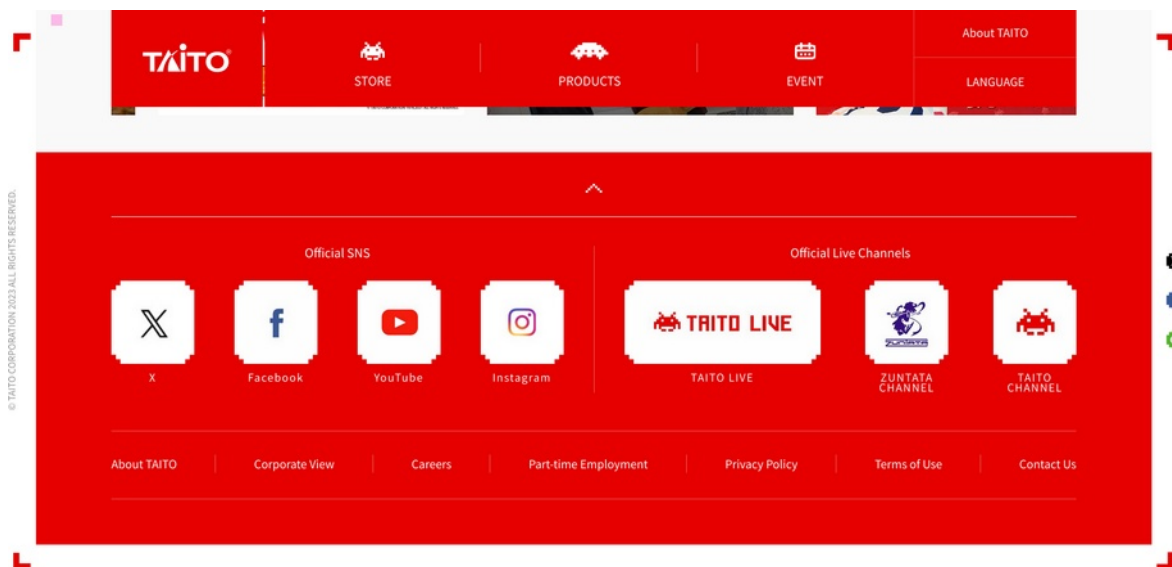 TAITO
STORE
PRODUCTS
EVENT
About TAITO
LANGUAGE
Official SNS
Official Live Channels
TAITO LIVE
ZUNTATA
X
Facebook
YouTube
Instagram
TAITO LIVE
ZUNTATA
CHANNEL
TAITO
CHANNEL
About TAITO
Corporate View
Careers
Part-time Employment
Privacy Policy
Terms of Use
Contact Us
© TAITO CORPORATION 2023 ALL RIGHTS RESERVED.